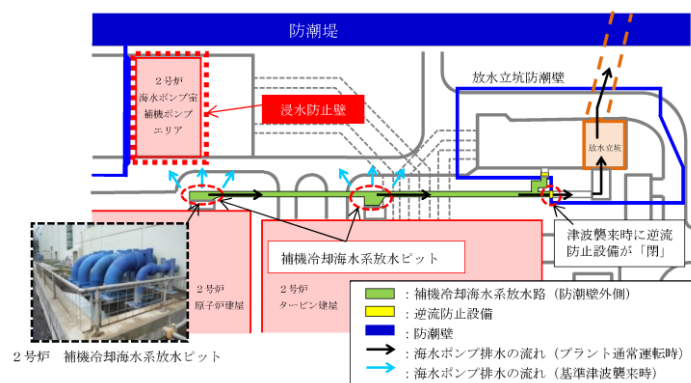 防潮堤
2号炉
海水ポンプ室
補機ポンプ
エリア
浸水防止壁
放水立坑防潮壁
放水立坑
補機冷却海水系放水ピット
津波襲来時に逆流
防止設備が「閉」
2号炉
原子炉建屋
2号炉
タービン建屋
2号炉 補機冷却海水系放水ピット
：補機冷却海水系放水路（防潮壁外側）
：逆流防止設備
：防潮壁
：海水ポンプ排水の流れ（プラント通常運転時）
：海水ポンプ排水の流れ（基準津波襲来時）